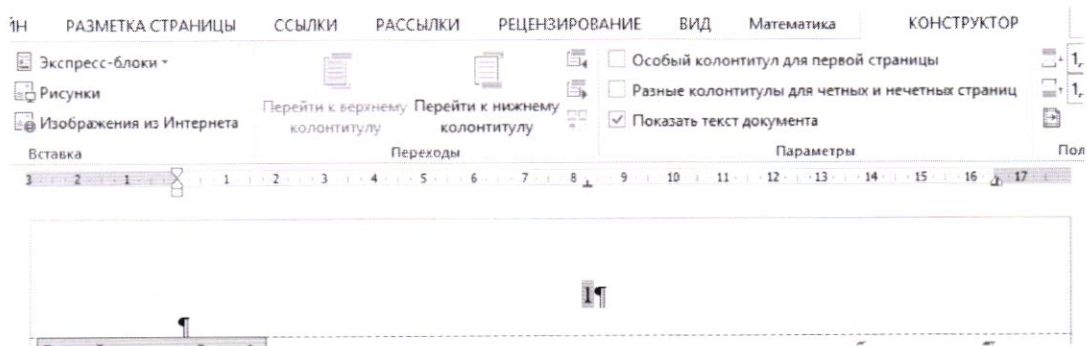 ЙН РАЗМЕТКА СТРАНИЦЫ ССЫЛКИ РАССЫЛКИ РЕЦЕНЗИРОВАНИЕ ВИД Математика КОНСТРУКТОР
Экспресс-блоки
Рисунки
Изображения из Интернета
Вставка
Перейти к верхнему колонтитулу
Перейти к нижнему колонтитулу
Переходы
Особый колонтитул для первой страницы
Разные колонтитулы для четных и нечетных страниц
Показать текст документа
Параметры
1,
1,
Пол
3 2 1 1 2 3 4 5 6 7 8 9 10 11 12 13 14 15 16 17
1¶
¶